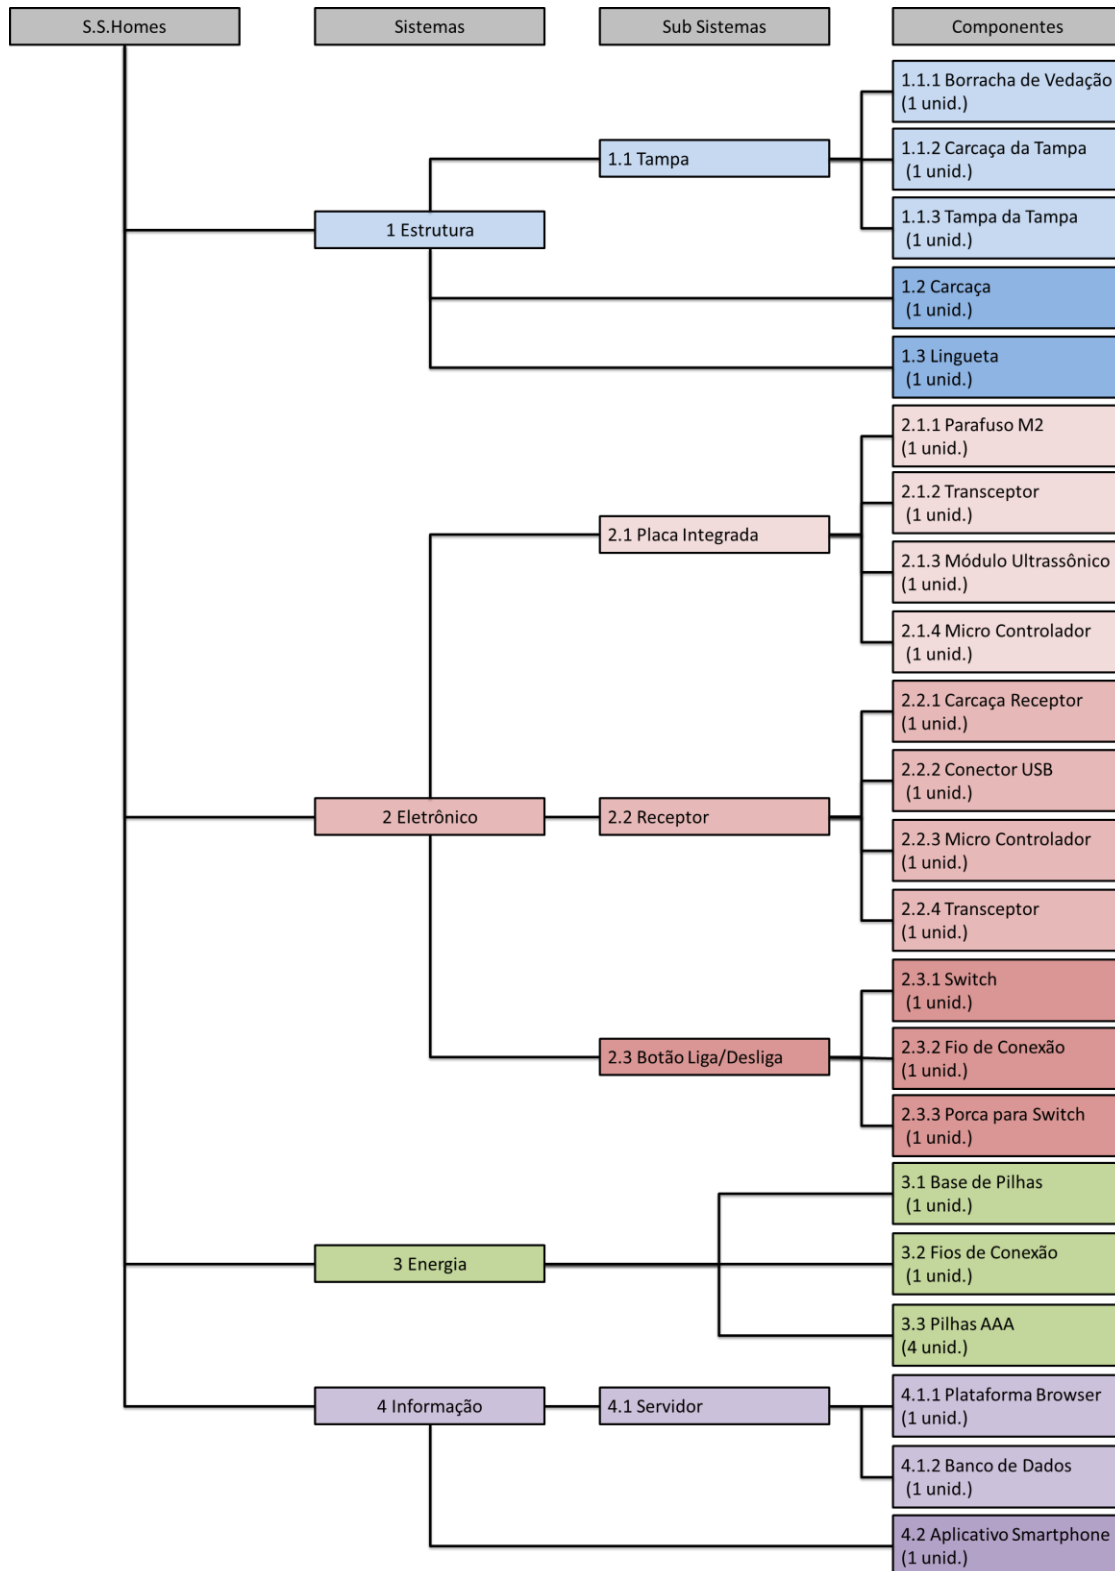 S.S.Homes
Sistemas
Sub Sistemas
Componentes
1.1.1 Borracha de Vedação
(1 unid.)
1.1 Tampa
1.1.2 Carcaça da Tampa
(1 unid.)
1.1.3 Tampa da Tampa
(1 unid.)
1 Estrutura
1.2 Carcaça
(1 unid.)
1.3 Lingueta
(1 unid.)
2.1.1 Parafuso M2
(1 unid.)
2.1.2 Transceptor
(1 unid.)
2.1 Placa Integrada
2.1.3 Módulo Ultrassônico
(1 unid.)
2.1.4 Micro Controlador
(1 unid.)
2.2.1 Carcaça Receptor
(1 unid.)
2.2.2 Conector USB
(1 unid.)
2 Eletrônico
2.2 Receptor
2.2.3 Micro Controlador
(1 unid.)
2.2.4 Transceptor
(1 unid.)
2.3.1 Switch
(1 unid.)
2.3 Botão Liga/Desliga
2.3.2 Fio de Conexão
(1 unid.)
2.3.3 Porca para Switch
(1 unid.)
3.1 Base de Pilhas
(1 unid.)
3 Energia
3.2 Fios de Conexão
(1 unid.)
3.3 Pilhas AAA
(4 unid.)
4 Informação
4.1 Servidor
4.1.1 Plataforma Browser
(1 unid.)
4.1.2 Banco de Dados
(1 unid.)
4.2 Aplicativo Smartphone
(1 unid.)